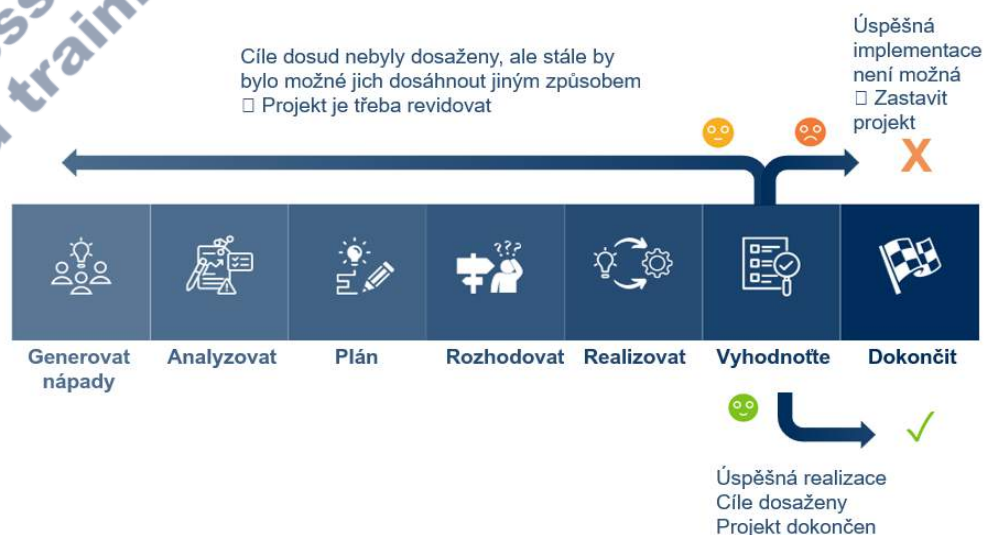 Cíle dosud nebyly dosaženy, ale stále by
bylo možné jich dosáhnout jiným způsobem
□ Projekt je třeba revidovat
Úspěšná
implementace
není možná
□ Zastavit
projekt
X
???
Generovat
nápady
Analyzovat
Plán
Rozhodovat
Realizovat
Vyhodnoťte
Dokončit
Úspěšná realizace
Cíle dosaženy
Projekt dokončen